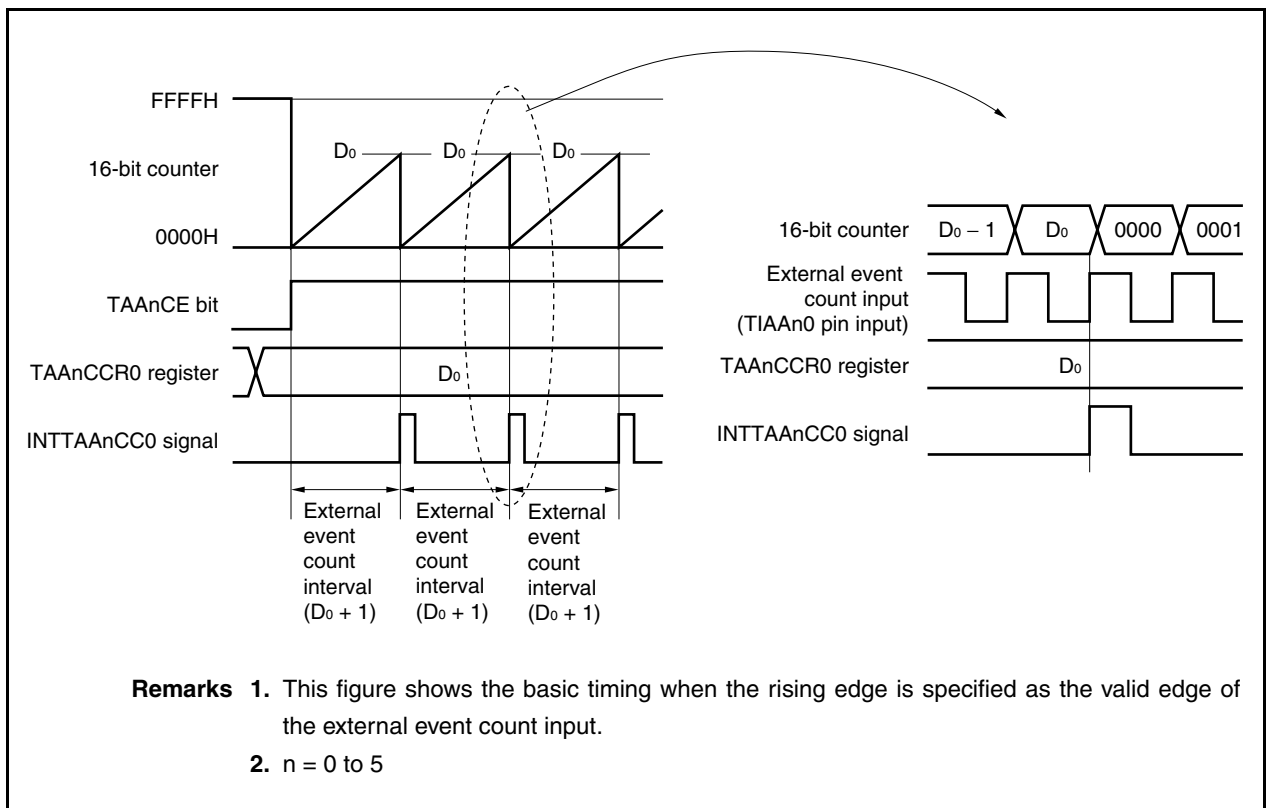 FFFFH
16-bit counter
0000H
D0 D0 D0
TAAnCE bit
TAAnCCR0 register
D0
INTTAAnCC0 signal
External
event
count
interval
(D0 + 1)
External
event
count
interval
(D0 + 1)
External
event
count
interval
(D0 + 1)
16-bit counter
D0 − 1 D0 0000 0001
External event
count input
(TIAAn0 pin input)
TAAnCCR0 register
D0
INTTAAnCC0 signal
Remarks 1. This figure shows the basic timing when the rising edge is specified as the valid edge of
the external event count input.
2. n = 0 to 5